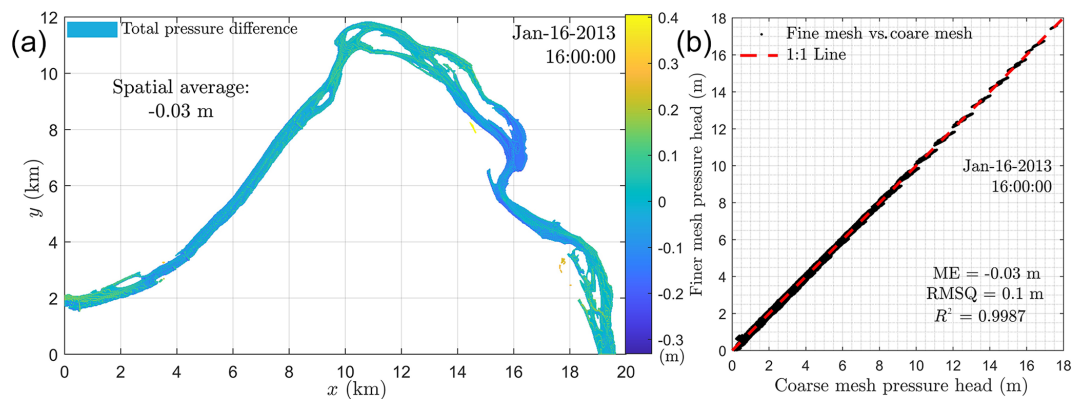 (a)
Total pressure difference
Jan-16-2013
16:00:00
Spatial average:
-0.03 m
12
10
8
6
4
2
0
y (km)
0 2 4 6 8 10 12 14 16 18 20
x (km)
0.4
0.3
0.2
0.1
0
-0.1
-0.2
-0.3
(m)
(b)
Fine mesh vs. coare mesh
1:1 Line
Jan-16-2013
16:00:00
ME = -0.03 m
RMSQ = 0.1 m
R² = 0.9987
18
16
14
12
10
8
6
4
2
0
Finer mesh pressure head (m)
0 2 4 6 8 10 12 14 16 18
Coarse mesh pressure head (m)